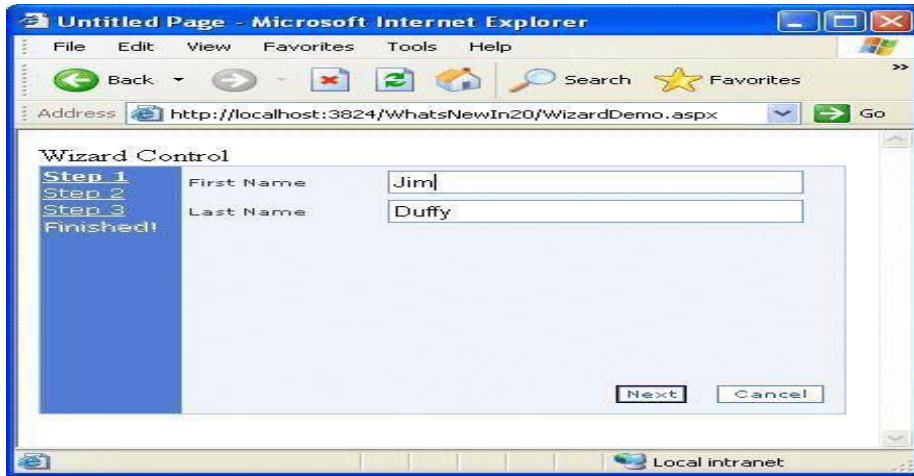 Untitled Page - Microsoft Internet Explorer
File Edit View Favorites Tools Help
Back Search Favorites
Address http://localhost:3824/WhatsNewIn20/WizardDemo.aspx Go
Wizard Control
Step 1
Step 2
Step 3
Finished!
First Name Jim
Last Name Duffy
Next Cancel
Local intranet